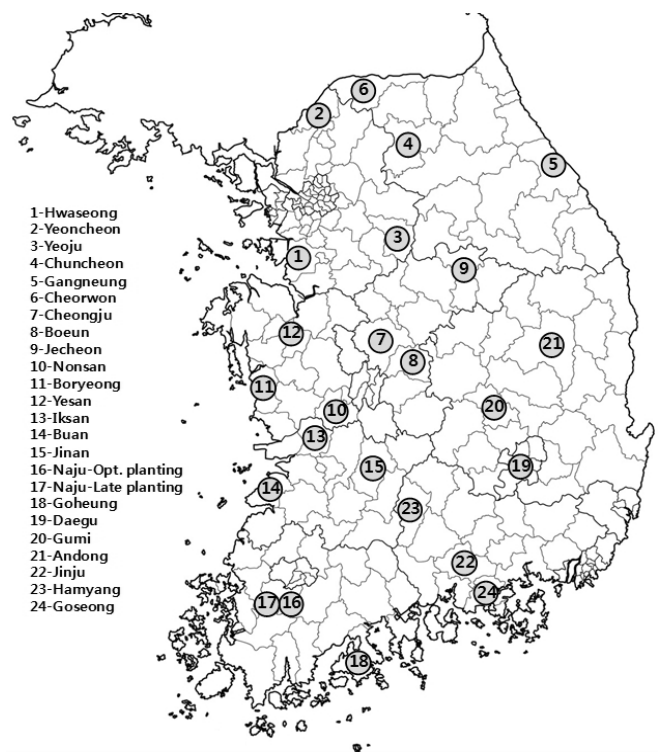 6
2
4
5
3
1
9
12
7
21
8
11
20
10
13
19
15
14
23
22
24
17
16
18
1-Hwaseong
2-Yeoncheon
3-Yeoju
4-Chuncheon
5-Gangneung
6-Cheorwon
7-Cheongju
8-Boeun
9-Jecheon
10-Nonsan
11-Boryeong
12-Yesan
13-Iksan
14-Buan
15-Jinan
16-Naju-Opt. planting
17-Naju-Late planting
18-Goheung
19-Daegu
20-Gumi
21-Andong
22-Jinju
23-Hamyang
24-Goseong